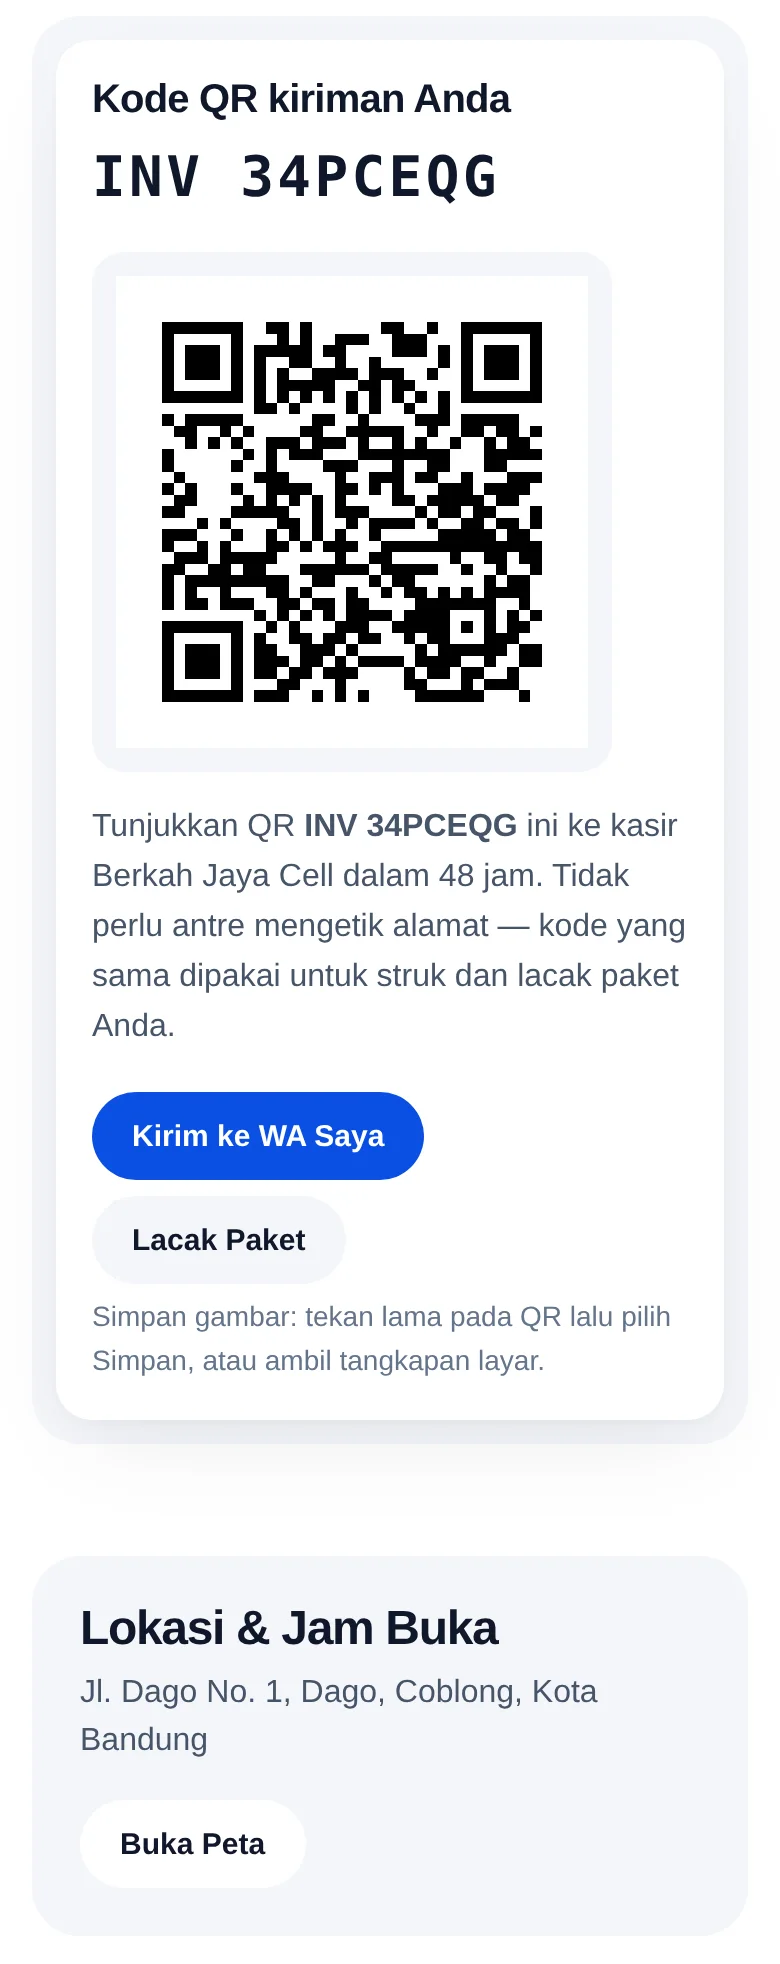 Kode QR kiriman Anda
INV 34PCEQG
Tunjukkan QR INV 34PCEQG ini ke kasir
Berkah Jaya Cell dalam 48 jam. Tidak
perlu antre mengetik alamat — kode yang
sama dipakai untuk struk dan lacak paket
Anda.
Kirim ke WA Saya
Lacak Paket
Simpan gambar: tekan lama pada QR lalu pilih
Simpan, atau ambil tangkapan layar.
Lokasi & Jam Buka
Jl. Dago No. 1, Dago, Coblong, Kota
Bandung
Buka Peta